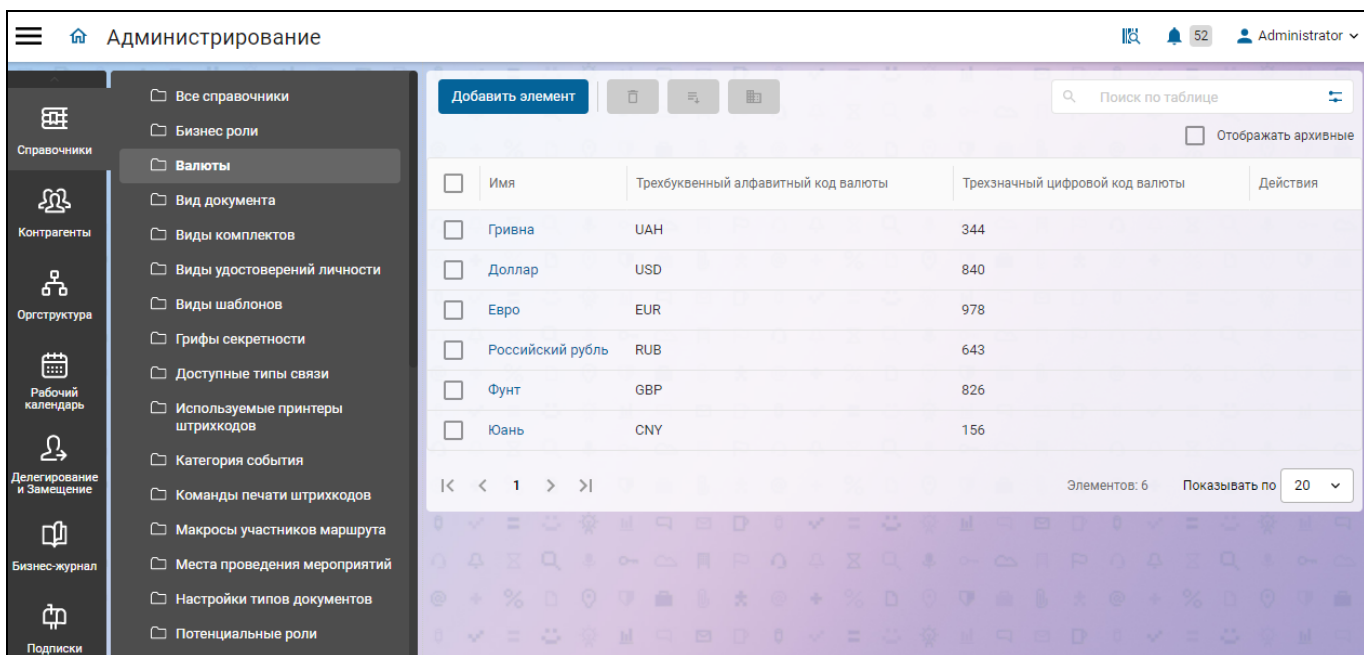 Администрирование
52
Administrator
Справочники
Контрагенты
Оргструктура
Рабочий
календарь
Делегирование
и Замещение
Бизнес-журнал
Подписки
Все справочники
Бизнес роли
Валюты
Вид документа
Виды комплектов
Виды удостоверений личности
Виды шаблонов
Грифы секретности
Доступные типы связи
Используемые принтеры
штрихкодов
Категория события
Команды печати штрихкодов
Макросы участников маршрута
Места проведения мероприятий
Настройки типов документов
Потенциальные роли
Добавить элемент
Поиск по таблице
Отображать архивные
Имя Трехбуквенный алфавитный код валюты Трехзначный цифровой код валюты Действия
Гривна UAH 344
Доллар USD 840
Евро EUR 978
Российский рубль RUB 643
Фунт GBP 826
Юань CNY 156
1 Элементов: 6 Показывать по 20